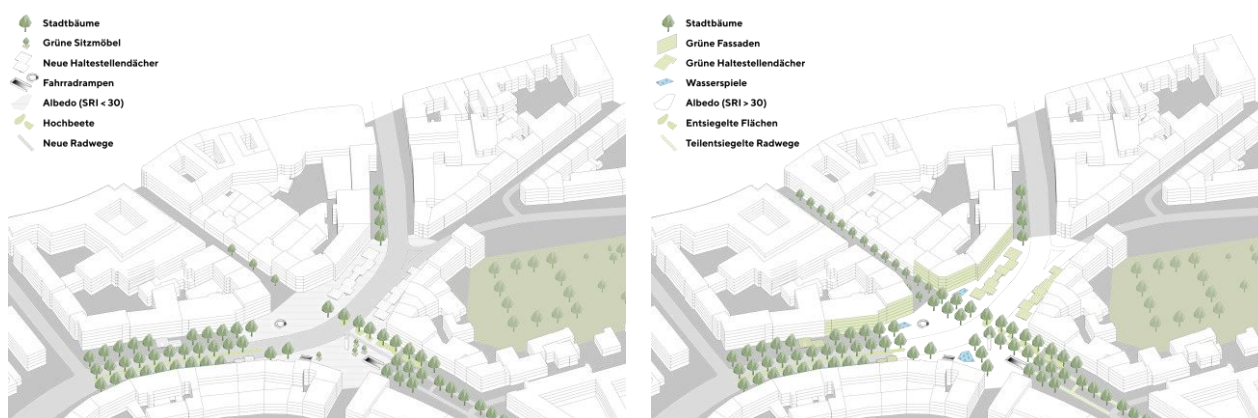 Stadtbäume
Grüne Sitzmöbel
Neue Haltestellendächer
Fahrradrampen
Albedo (SRI < 30)
Hochbeete
Neue Radwege
Stadtbäume
Grüne Fassaden
Grüne Haltestellendächer
Wasserspiele
Albedo (SRI > 30)
Entsiegelte Flächen
Teilentsiegelte Radwege